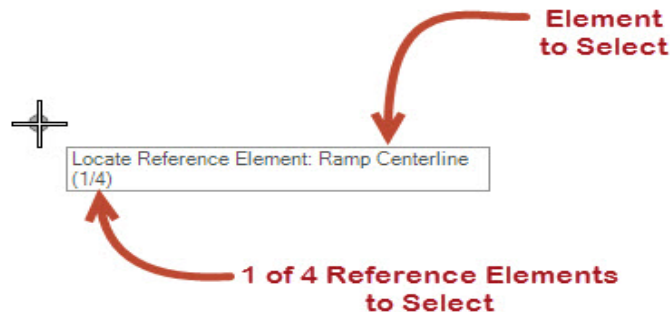 Element
to Select
Locate Reference Element: Ramp Centerline
(1/4)
1 of 4 Reference Elements
to Select